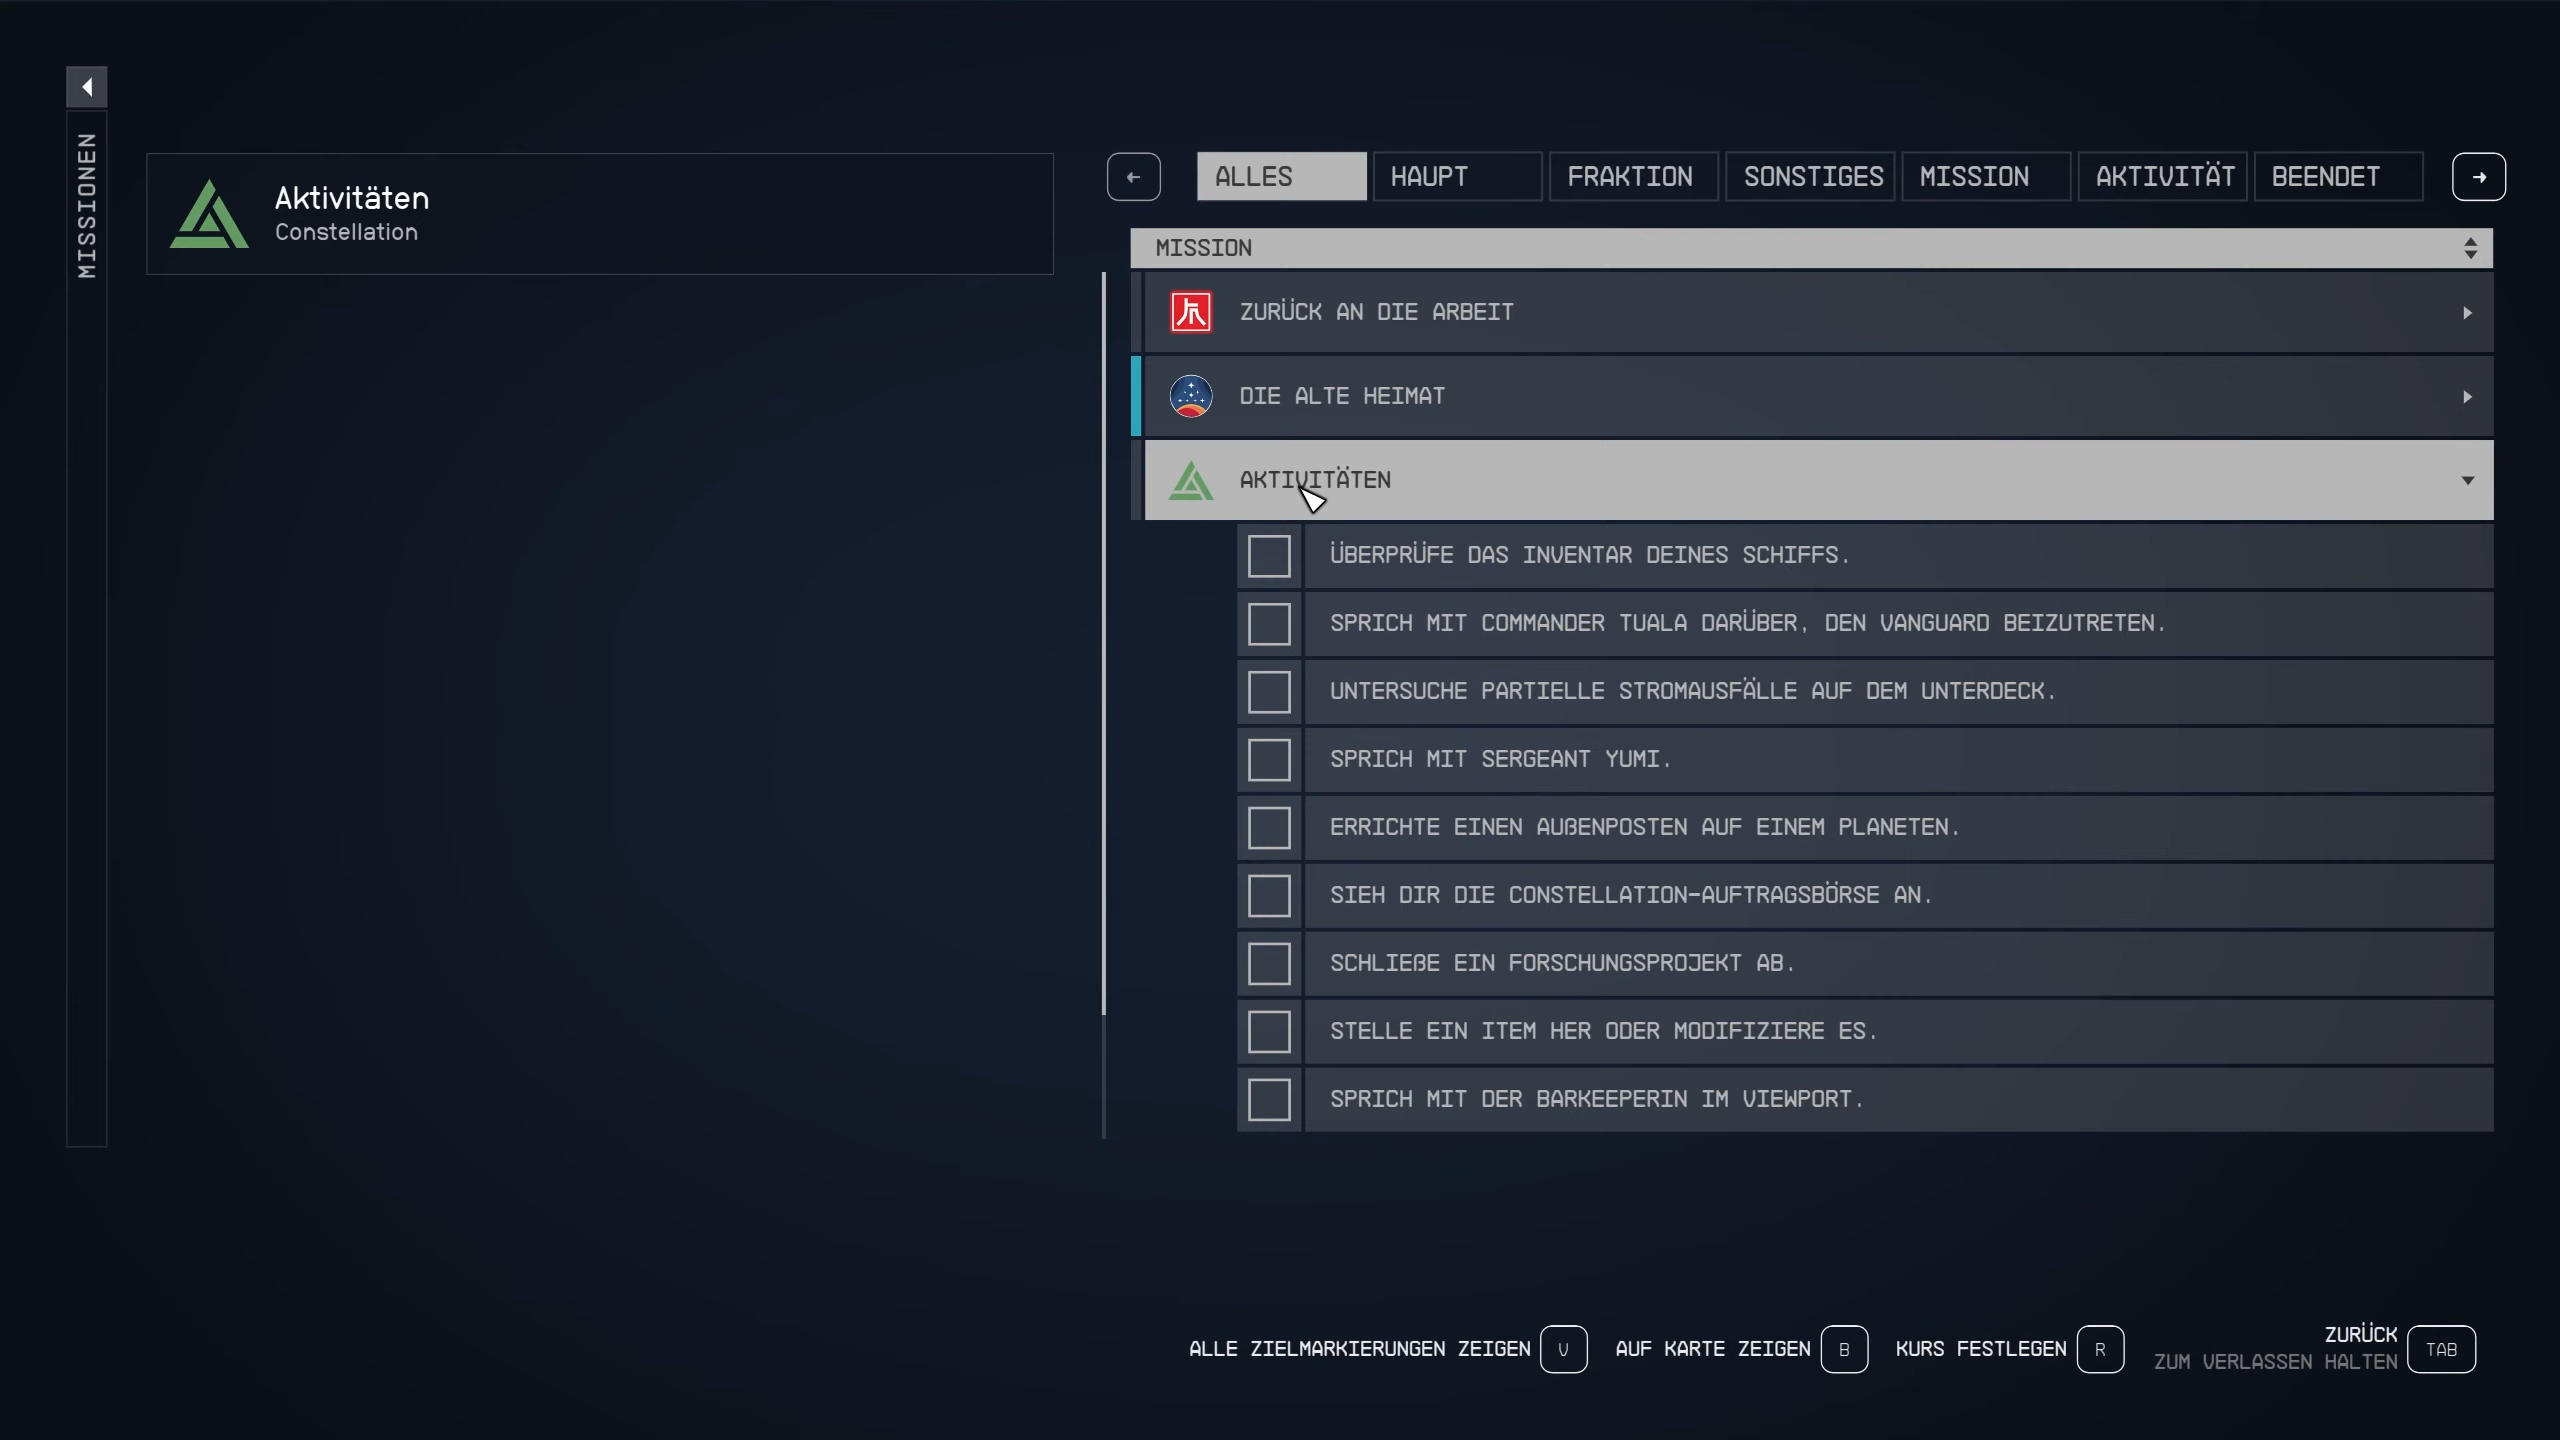 MISSIONEN
Aktivitäten
Constellation
ALLES
HAUPT
FRAKTION
SONSTIGES
MISSION
AKTIVITÄT
BEENDET
MISSION
ZURÜCK AN DIE ARBEIT
DIE ALTE HEIMAT
AKTIVITÄTEN
ÜBERPRÜFE DAS INVENTAR DEINES SCHIFFS.
SPRICH MIT COMMANDER TUALA DARÜBER, DEN VANGUARD BEIZUTRETEN.
UNTERSUCHE PARTIELLE STROMAUSFÄLLE AUF DEM UNTERDECK.
SPRICH MIT SERGEANT YUMI.
ERRICHTE EINEN AUßENPOSTEN AUF EINEM PLANETEN.
SIEH DIR DIE CONSTELLATION-AUFTRAGSBÖRSE AN.
SCHLIEßE EIN FORSCHUNGSPROJEKT AB.
STELLE EIN ITEM HER ODER MODIFIZIERE ES.
SPRICH MIT DER BARKEEPERIN IM VIEWPORT.
ALLE ZIELMARKIERUNGEN ZEIGEN V
AUF KARTE ZEIGEN B
KURS FESTLEGEN R
ZURÜCK
ZUM VERLASSEN HALTEN
TAB